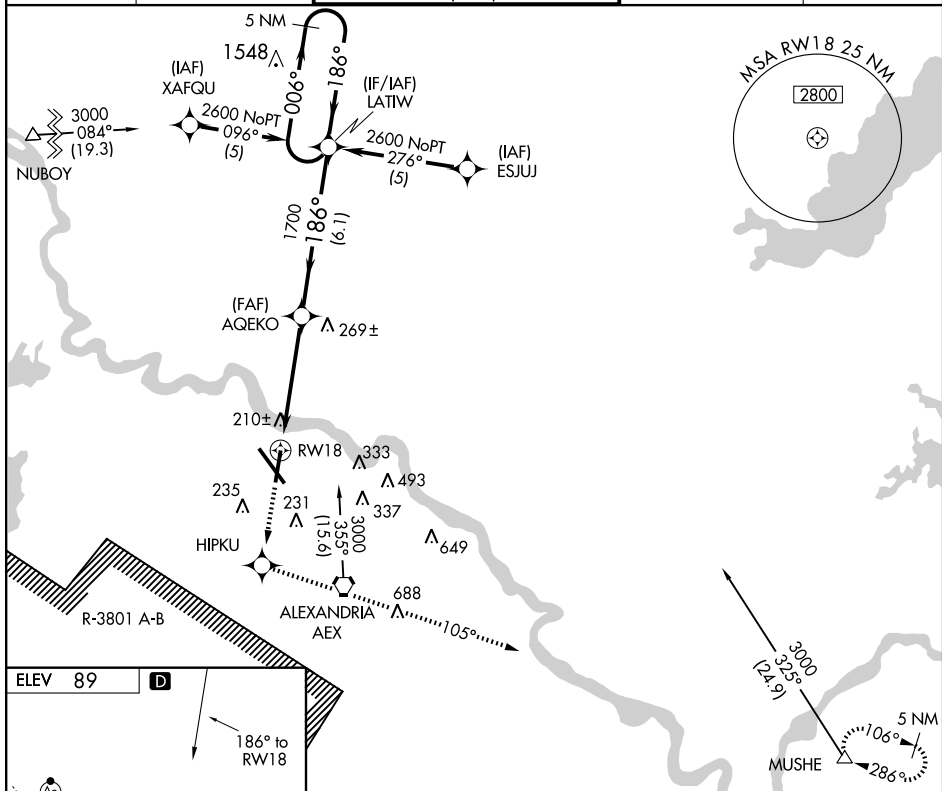 5 NM
1548
006°
186°
(IAF)
XAFQU
2600 NoPT
096°
(5)
(IF/IAF)
LATIW
2600 NoPT
276°
(5)
(IAF)
ESJUJ
3000
084°
(19.3)
NUBOY
MSA RW18 25 NM
2800
1700
186°
(6.1)
(FAF)
AQEKO
269±
210±
RW18
333
493
337
235
231
649
3000
355°
(15.6)
HIPKU
ALEXANDRIA
AEX
688
105°
R-3801 A-B
3000
325°
(24.9)
MUSHE
5 NM
106°
286°
ELEV 89
D
186° to
RW18